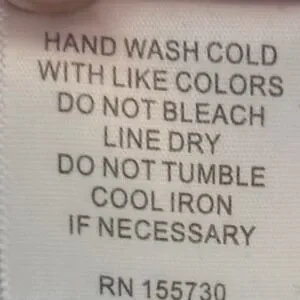 HAND WASH COLD
WITH LIKE COLORS
DO NOT BLEACH
LINE DRY
DO NOT TUMBLE
COOL IRON
IF NECESSARY
RN 155730